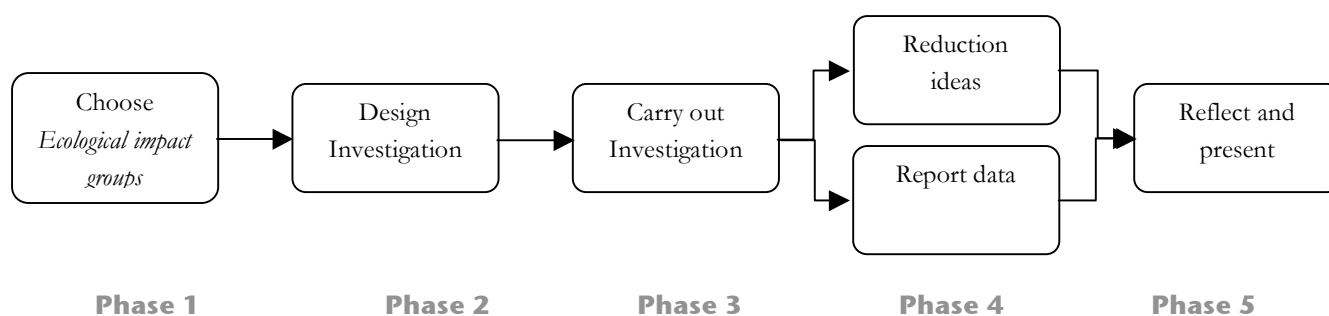 Choose
Ecological impact
groups
Design
Investigation
Carry out
Investigation
Reduction
ideas
Report data
Reflect and
present
Phase 1
Phase 2
Phase 3
Phase 4
Phase 5